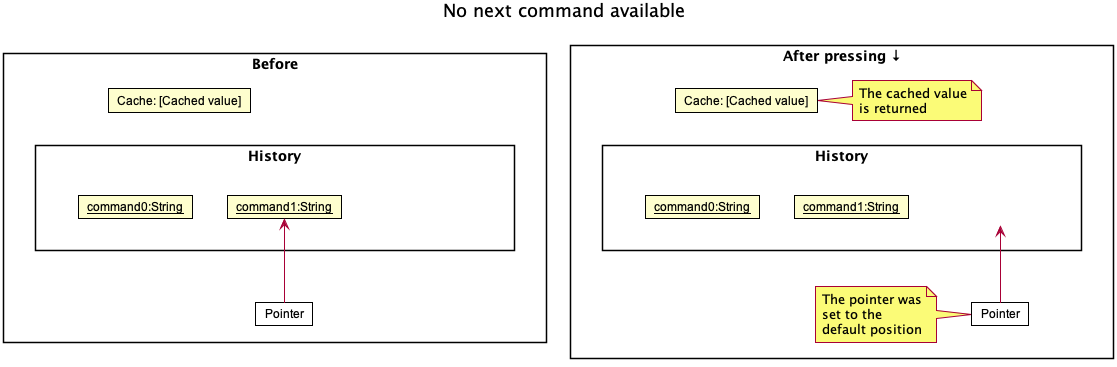 No next command available
Before
Cache: [Cached value]
History
command0:String
command1:String
Pointer
After pressing ↓
Cache: [Cached value]
The cached value
is returned
History
command0:String
command1:String
The pointer was
set to the
default position
Pointer